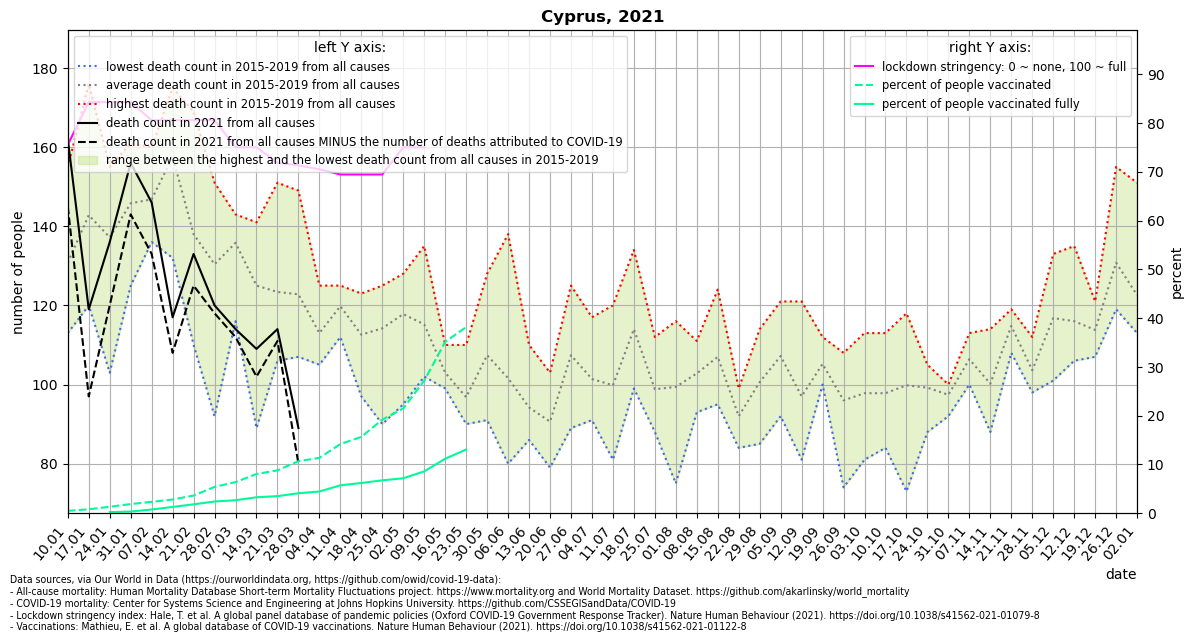 Cyprus, 2021
left Y axis:
lowest death count in 2015-2019 from all causes
average death count in 2015-2019 from all causes
highest death count in 2015-2019 from all causes
death count in 2021 from all causes
death count in 2021 from all causes MINUS the number of deaths attributed to COVID-19
range between the highest and the lowest death count from all causes in 2015-2019
right Y axis:
lockdown stringency: 0 ~ none, 100 ~ full
percent of people vaccinated
percent of people vaccinated fully
number of people
180
160
140
120
100
80
percent
90
80
70
60
50
40
30
20
10
0
10.01 17.01 24.01 31.01 07.02 14.02 21.02 28.02 07.03 14.03 21.03 28.03 04.04 11.04 18.04 25.04 02.05 09.05 16.05 23.05 30.05 06.06 13.06 20.06 27.06 04.07 11.07 18.07 25.07 01.08 08.08 15.08 22.08 29.08 05.09 12.09 19.09 26.09 03.10 10.10 17.10 24.10 31.10 07.11 14.11 21.11 28.11 05.12 12.12 19.12 26.12 02.01
date
Data sources, via Our World in Data (https://ourworldindata.org, https://github.com/owid/covid-19-data):
- All-cause mortality: Human Mortality Database Short-term Mortality Fluctuations project. https://www.mortality.org and World Mortality Dataset. https://github.com/akarlinsky/world_mortality
- COVID-19 mortality: Center for Systems Science and Engineering at Johns Hopkins University. https://github.com/CSSEGISandData/COVID-19
- Lockdown stringency index: Hale, T. et al. A global panel database of pandemic policies (Oxford COVID-19 Government Response Tracker). Nature Human Behaviour (2021). https://doi.org/10.1038/s41562-021-01079-8
- Vaccinations: Mathieu, E. et al. A global database of COVID-19 vaccinations. Nature Human Behaviour (2021). https://doi.org/10.1038/s41562-021-01122-8